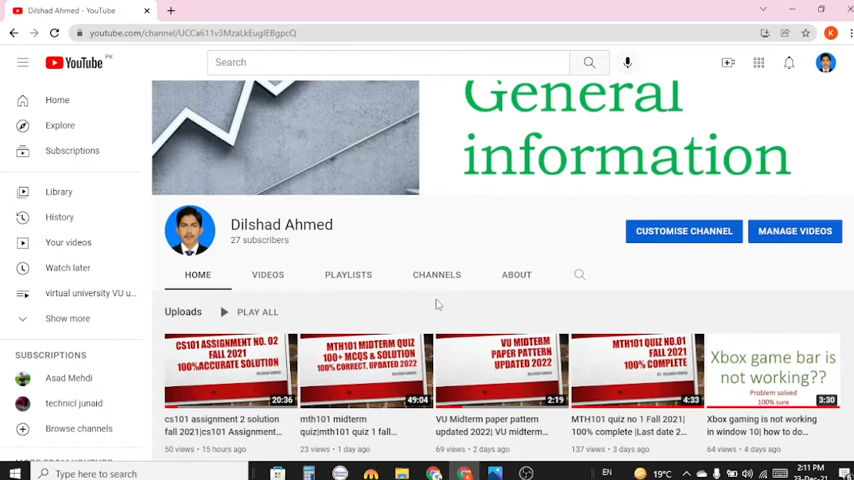 Dilshad Ahmed - YouTube
youtube.com/channel/UCCa611v3MzaLkEugIEBgpcQ
K
YouTube PK
Search
General
information
Home
Explore
Subscriptions
Library
History
Your videos
Watch later
virtual university VU u...
Show more
SUBSCRIPTIONS
Asad Mehdi
technicl junaid
Browse channels
Dilshad Ahmed
27 subscribers
CUSTOMISE CHANNEL
MANAGE VIDEOS
HOME VIDEOS PLAYLISTS CHANNELS ABOUT
Uploads PLAY ALL
CS101 ASSIGNMENT NO. 02
FALL 2021
100%ACCURATE SOLUTION
20:36
cs101 assignment 2 solution
fall 2021|cs101 Assignment...
50 views • 15 hours ago
MTH101 MIDTERM QUIZ
100+ MCQS & SOLUTION
100% CORRECT, UPDATED 2022
49:04
mth101 midterm
quiz|mth101 quiz 1 fall...
23 views • 1 day ago
VU MIDTERM
PAPER PATTERN
UPDATED 2022
2:19
VU Midterm paper pattern
updated 2022| VU midterm...
69 views • 2 days ago
MTH101 QUIZ NO.01
FALL 2021
100% COMPLETE
4:33
MTH101 quiz no 1 Fall 2021|
100% complete |Last date 2...
137 views • 3 days ago
Xbox game bar is
not working??
Problem solved
100% sure
3:30
Xbox gaming is not working
in window 10| how to do...
449 views • 3 days ago
Type here to search
EN
19°C
2:11 PM